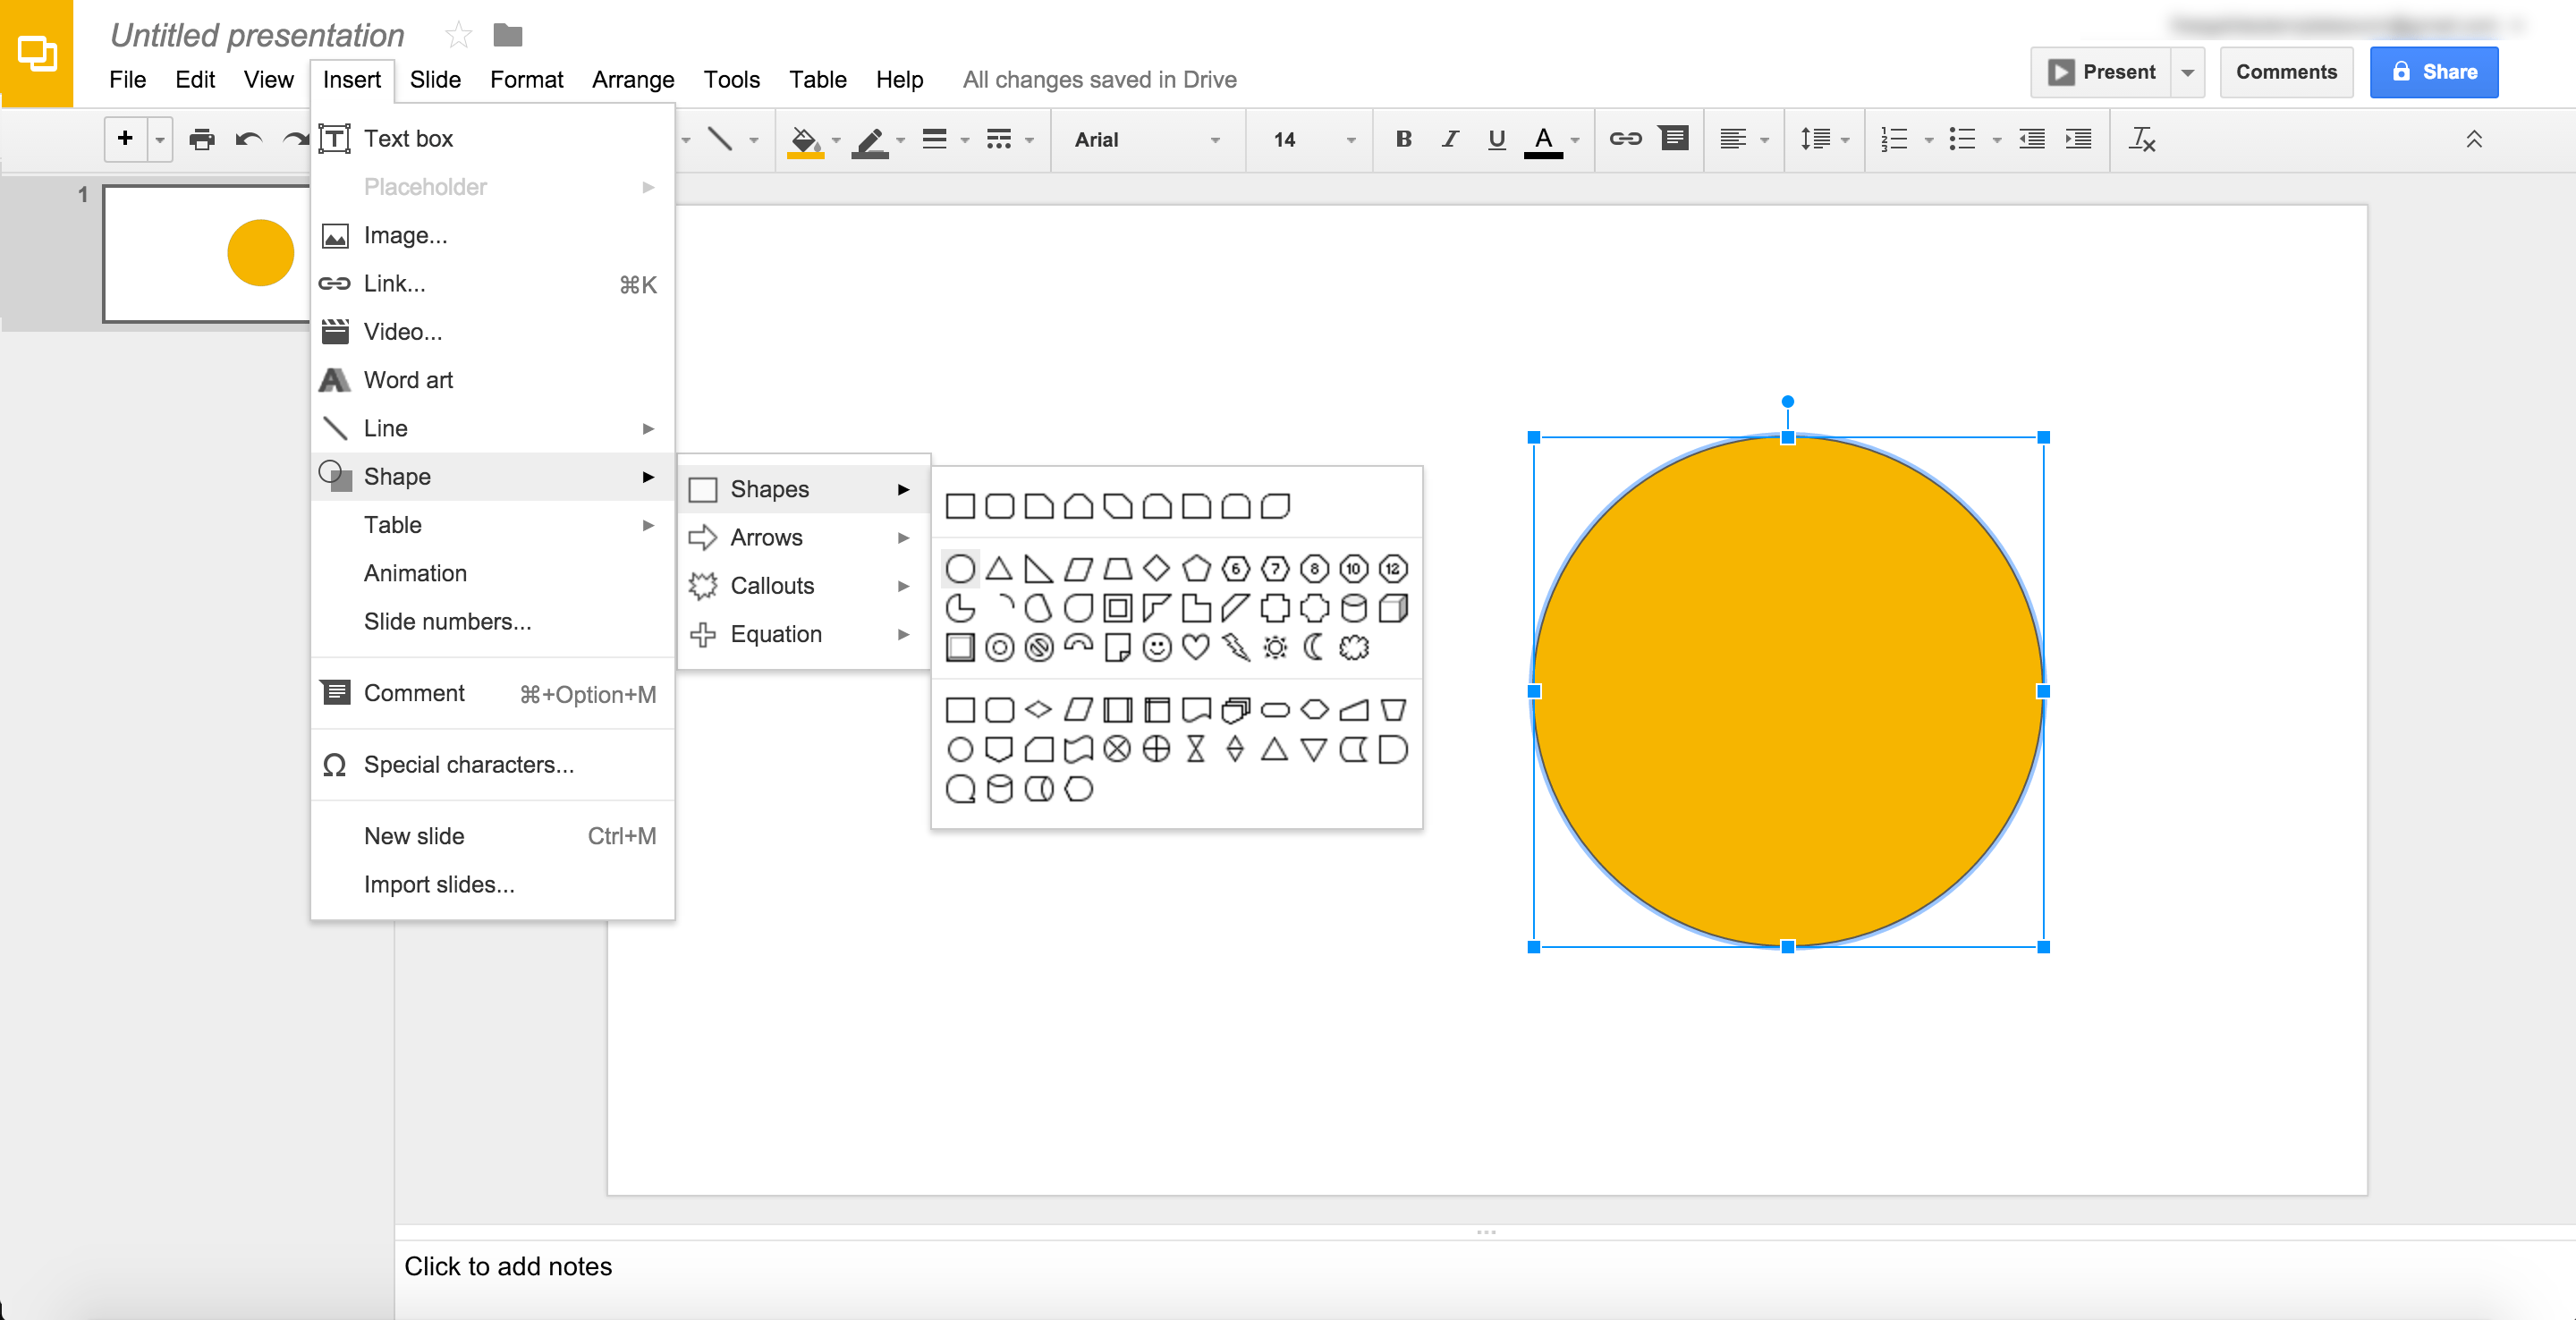 Untitled presentation
File Edit View Insert Slide Format Arrange Tools Table Help All changes saved in Drive
Present Comments Share
Arial 14 B I U A
1
Text box
Placeholder
Image...
Link... ⌘K
Video...
Word art
Line
Shape
Table
Animation
Slide numbers...
Comment ⌘+Option+M
Special characters...
New slide Ctrl+M
Import slides...
Shapes
Arrows
Callouts
Equation
6 7 8 10 12
Click to add notes